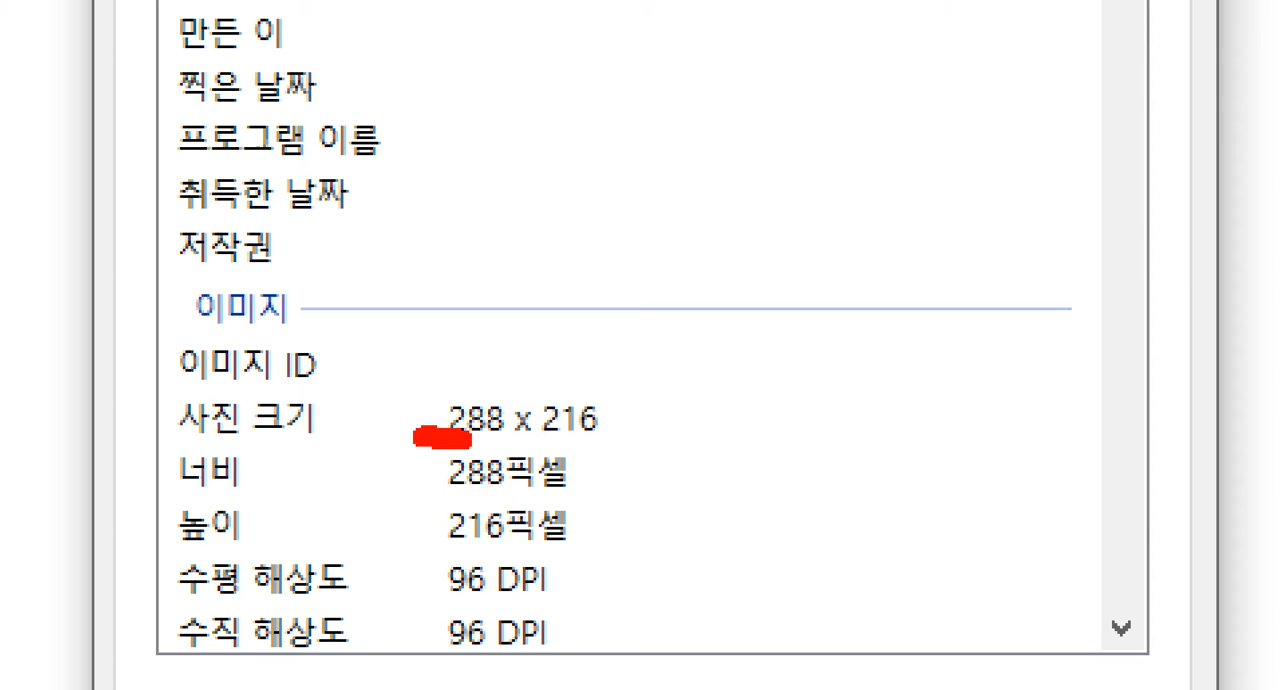 만든 이
찍은 날짜
프로그램 이름
취득한 날짜
저작권
이미지
이미지 ID
사진 크기 288 x 216
너비 288픽셀
높이 216픽셀
수평 해상도 96 DPI
수직 해상도 96 DPI